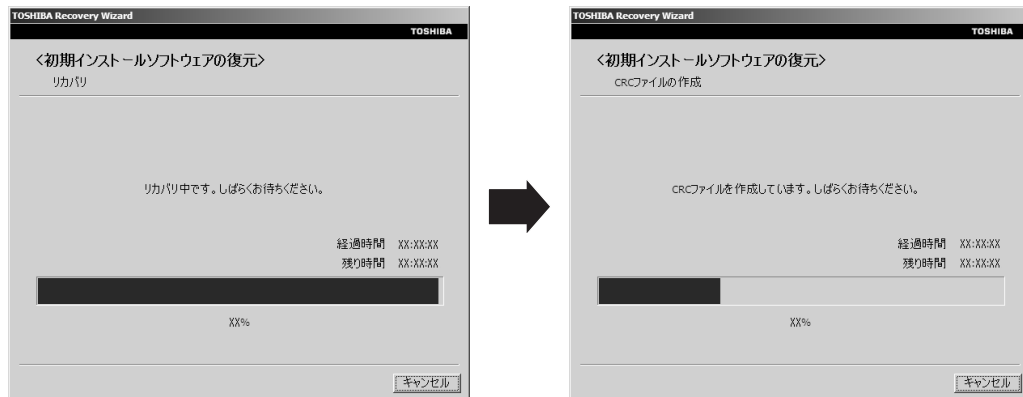 TOSHIBA Recovery Wizard
TOSHIBA
<初期インストールソフトウェアの復元>
リカバリ
リカバリ中です。しばらくお待ちください。
経過時間 XX:XX:XX
残り時間 XX:XX:XX
XX%
キャンセル
TOSHIBA Recovery Wizard
TOSHIBA
<初期インストールソフトウェアの復元>
CRCファイルの作成
CRCファイルを作成しています。しばらくお待ちください。
経過時間 XX:XX:XX
残り時間 XX:XX:XX
XX%
キャンセル